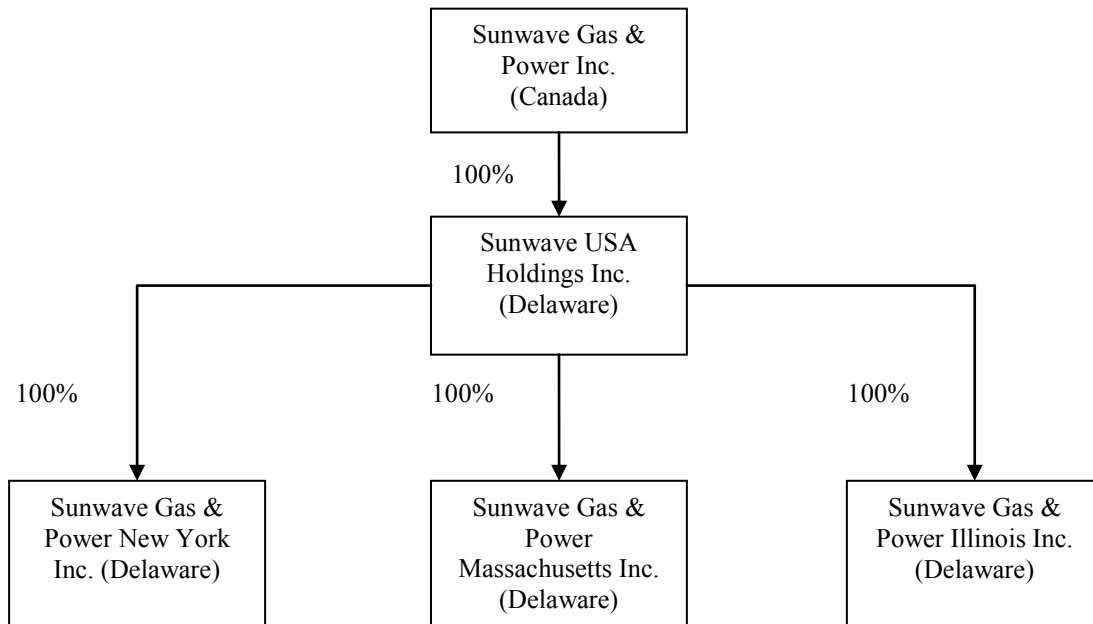 Sunwave Gas &
Power Inc.
(Canada)
100%
Sunwave USA
Holdings Inc.
(Delaware)
100%
100%
100%
Sunwave Gas &
Power New York
Inc. (Delaware)
Sunwave Gas &
Power
Massachusetts Inc.
(Delaware)
Sunwave Gas &
Power Illinois Inc.
(Delaware)